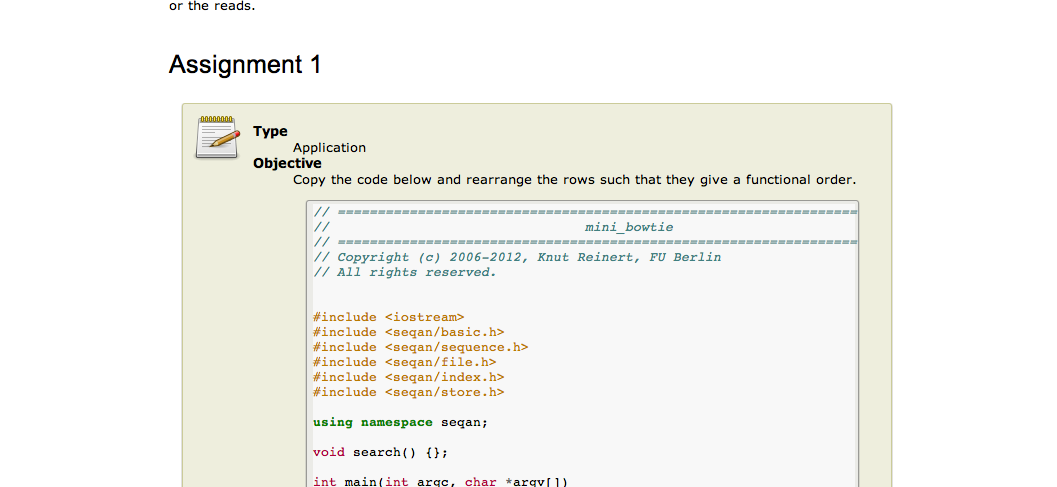 or the reads.
Assignment 1
Type
Application
Objective
Copy the code below and rearrange the rows such that they give a functional order.
// =================================================================
// mini_bowtie
// =================================================================
// Copyright (c) 2006-2012, Knut Reinert, FU Berlin
// All rights reserved.
#include <iostream>
#include <seqan/basic.h>
#include <seqan/sequence.h>
#include <seqan/file.h>
#include <seqan/index.h>
#include <seqan/store.h>
using namespace seqan;
void search() {};
int main(int argc, char *argv[])